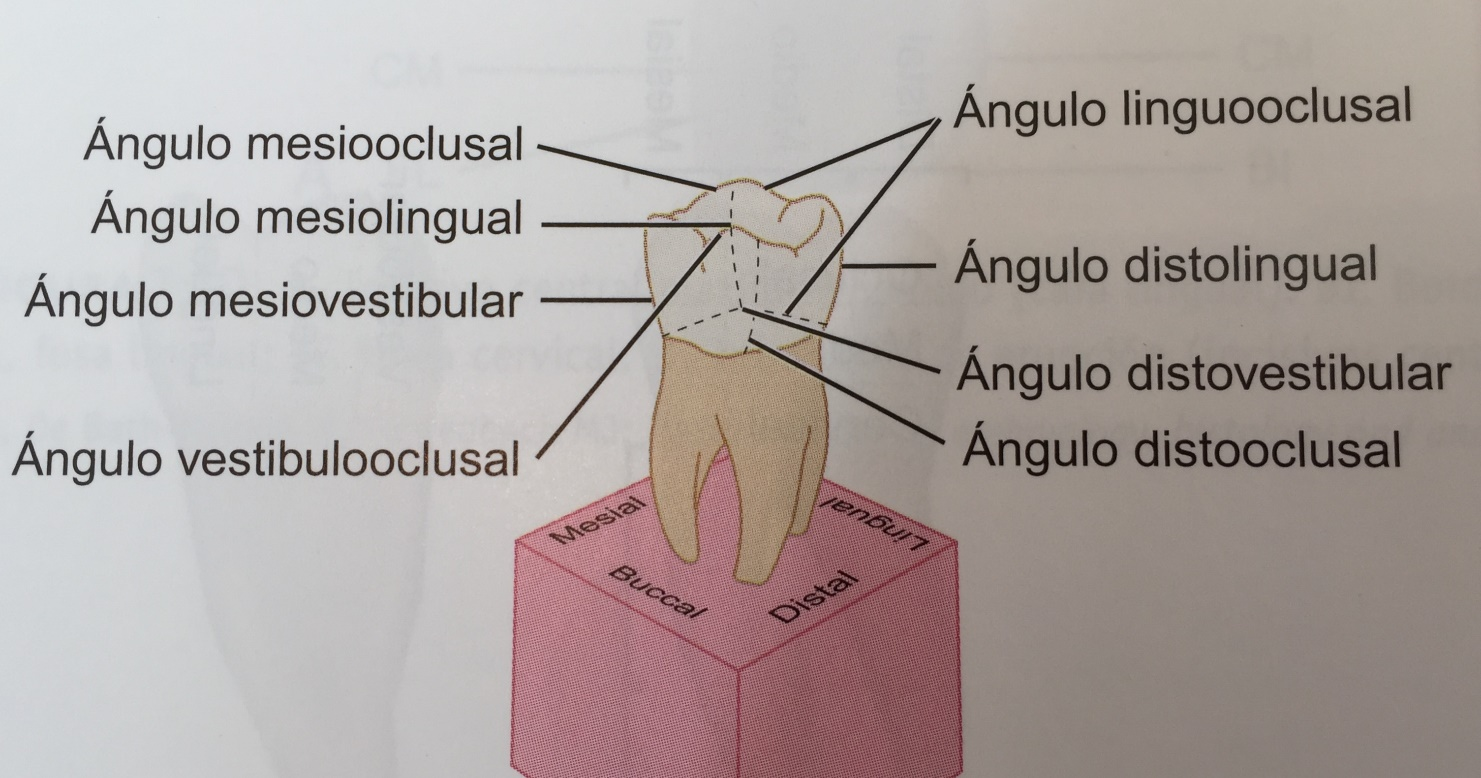 Ángulo mesiooclusal
Ángulo mesiolingual
Ángulo mesiovestibular
Ángulo vestibulooclusal
Ángulo linguooclusal
Ángulo distolingual
Ángulo distovestibular
Ángulo distooclusal
Mesial
Lingual
Buccal
Distal